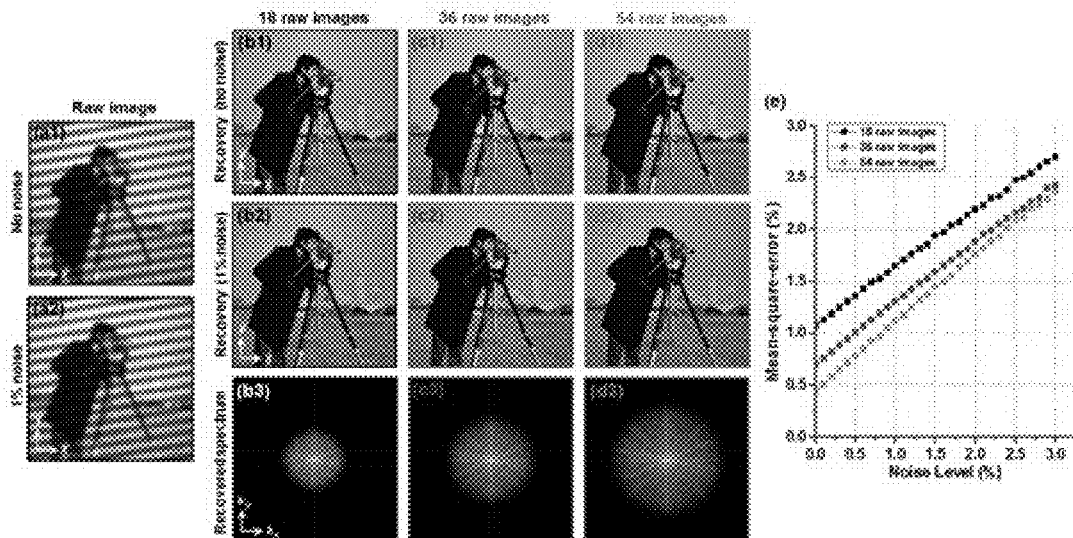 18 raw images 36 raw images 54 raw images
Raw image
(a1)
No noise
(a2)
1% noise
Recovery (no noise)
(b1) (c1)
Recovery (1% noise)
(b2)
Recovered spectrum
(b3)
(e)
Mean-square-error (%)
3.0
2.5
2.0
1.5
1.0
0.5
0.0
18 raw images
36 raw images
54 raw images
0.0 0.5 1.0 1.5 2.0 2.5 3.0
Noise Level (%)